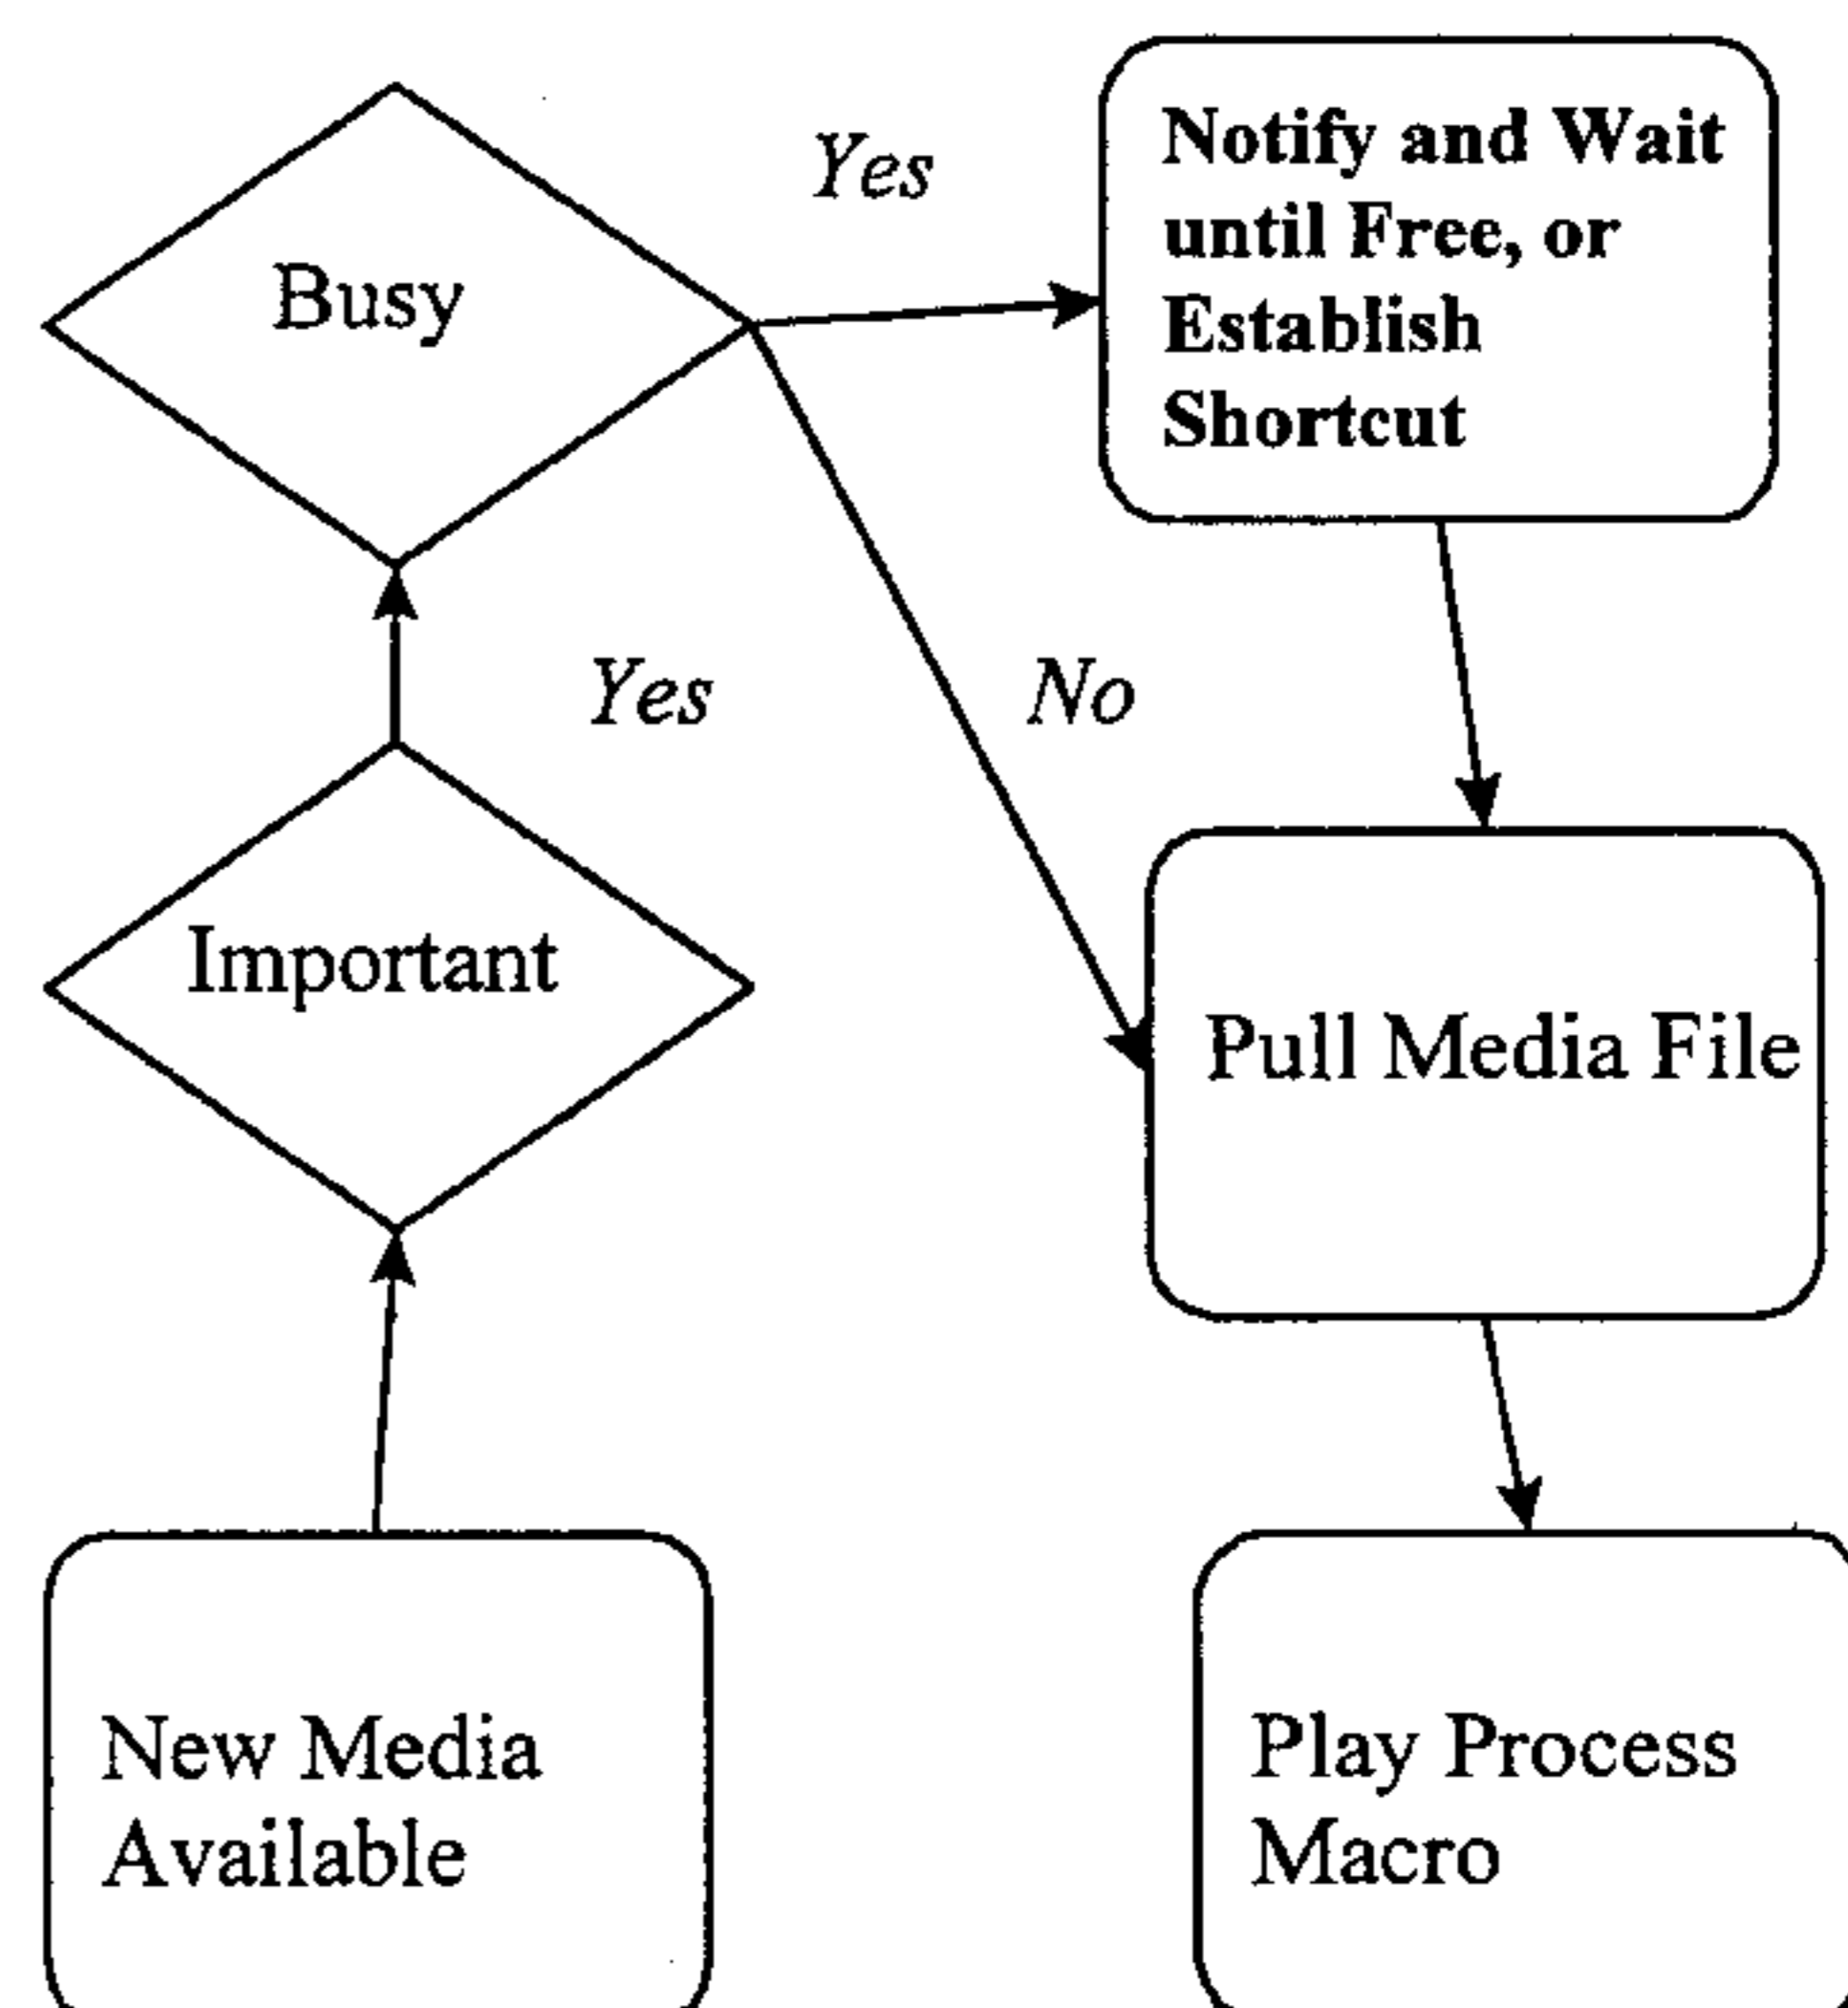 Busy
Yes
Notify and Wait
until Free, or
Establish
Shortcut
Yes
No
Important
Pull Media File
New Media
Available
Play Process
Macro